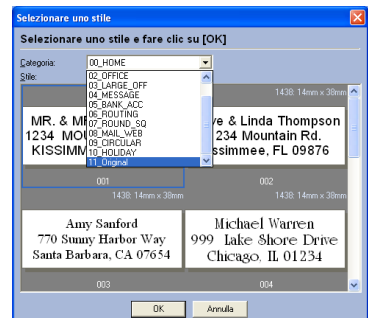 Selezionare uno stile
Selezionare uno stile e fare clic su [OK]
Categoria:
00_HOME
Stile:
02_OFFICE
03_LARGE_OFF
04_MESSAGE
05_BANK_ACC
06_ROUTING
07_ROUND_SQ
08_MAIL_WEB
09_CIRCULAR
10_HOLIDAY
11_Original
1438: 14mm x 38mm
MR. & M
1234 MO
KISSIMM
e & Linda Thompson
234 Mountain Rd.
ssimmee, FL 09876
001
002
1438: 14mm x 38mm
1438: 14mm x 38mm
Amy Sanford
770 Sunny Harbor Way
Santa Barbara, CA 07654
Michael Warren
999 Lake Shore Drive
Chicago, IL 01234
003
004
OK
Annulla